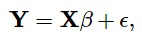 Y = Xβ + ϵ,